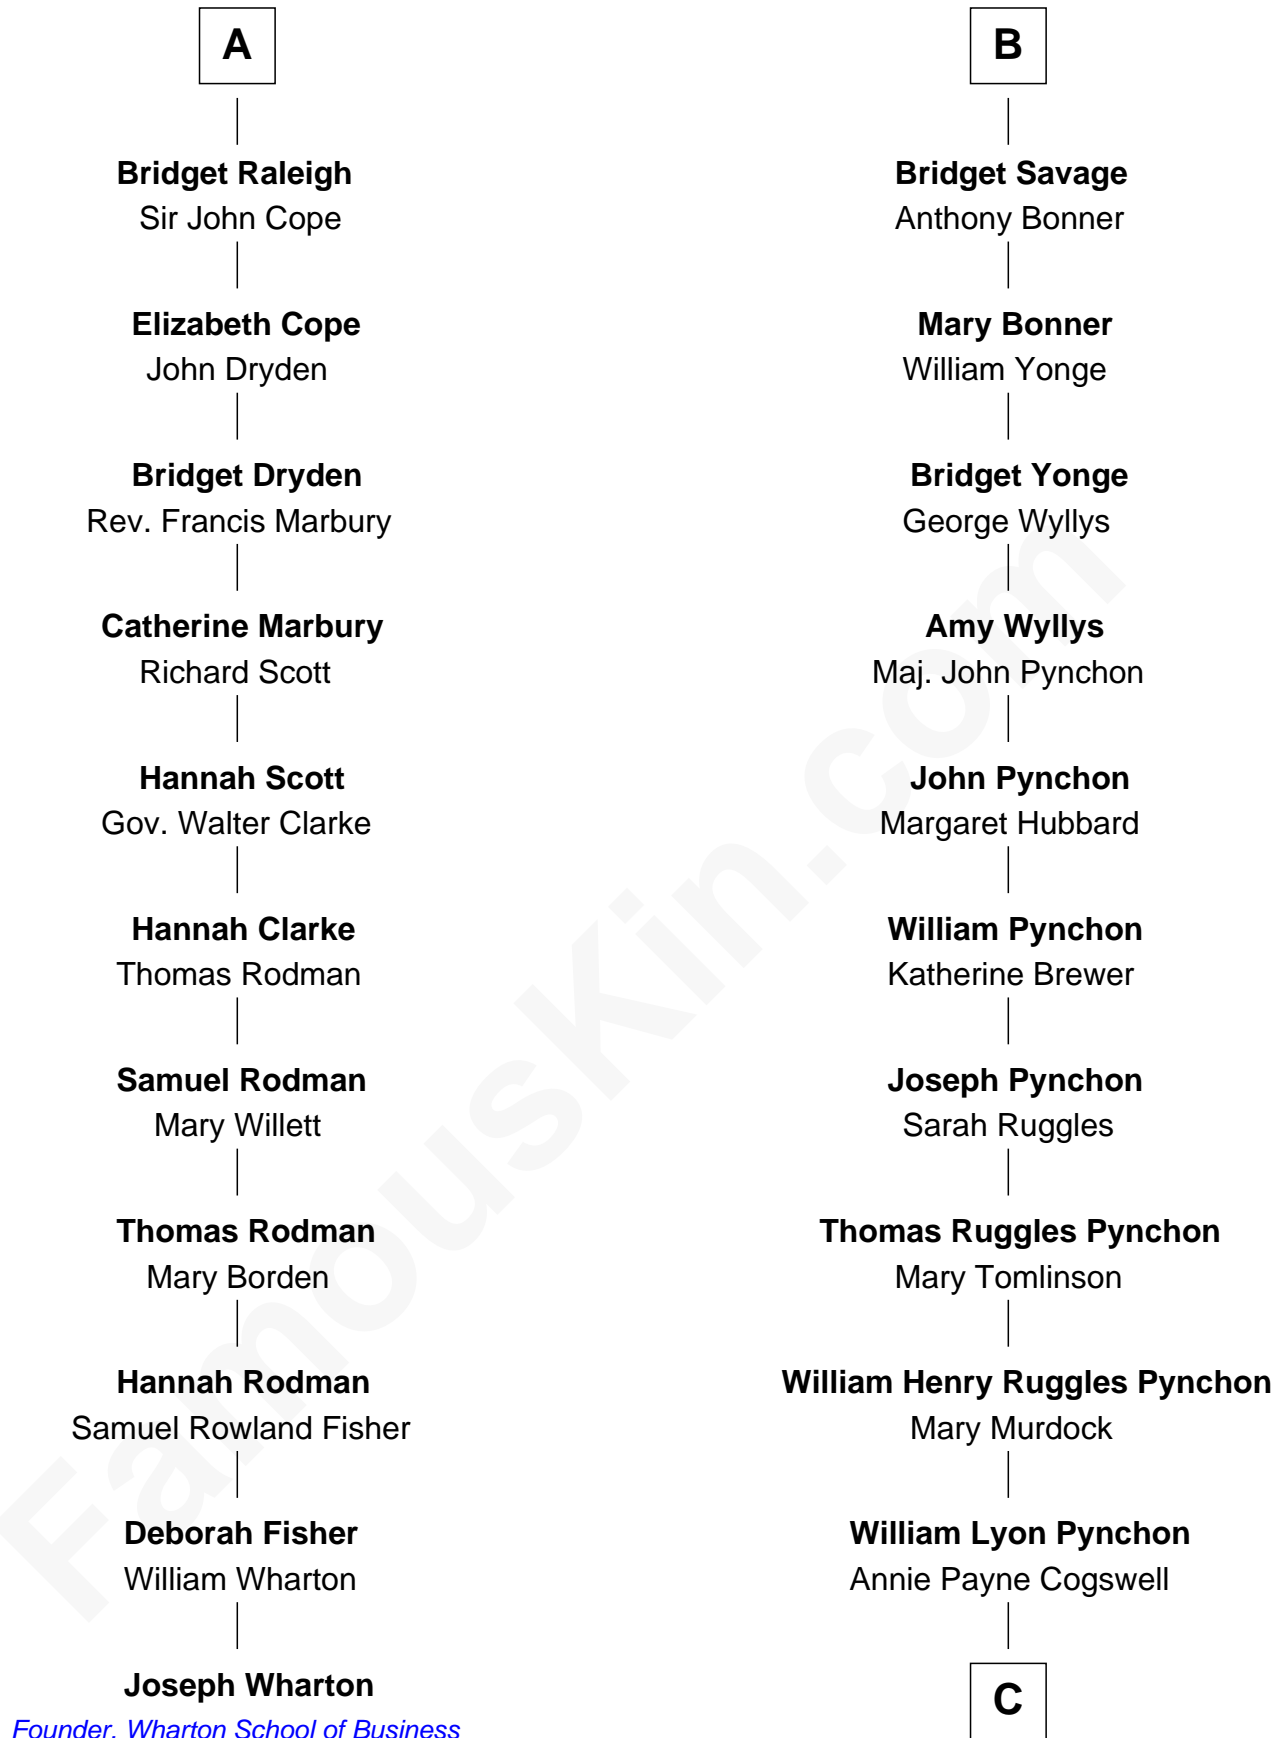 A
Bridget Raleigh
Sir John Cope
Elizabeth Cope
John Dryden
Bridget Dryden
Rev. Francis Marbury
Catherine Marbury
Richard Scott
Hannah Scott
Gov. Walter Clarke
Hannah Clarke
Thomas Rodman
Samuel Rodman
Mary Willett
Thomas Rodman
Mary Borden
Hannah Rodman
Samuel Rowland Fisher
Deborah Fisher
William Wharton
Joseph Wharton
Founder, Wharton School of Business
B
Bridget Savage
Anthony Bonner
Mary Bonner
William Yonge
Bridget Yonge
George Wyllys
Amy Wyllys
Maj. John Pynchon
John Pynchon
Margaret Hubbard
William Pynchon
Katherine Brewer
Joseph Pynchon
Sarah Ruggles
Thomas Ruggles Pynchon
Mary Tomlinson
William Henry Ruggles Pynchon
Mary Murdock
William Lyon Pynchon
Annie Payne Cogswell
C
FamousKin.com